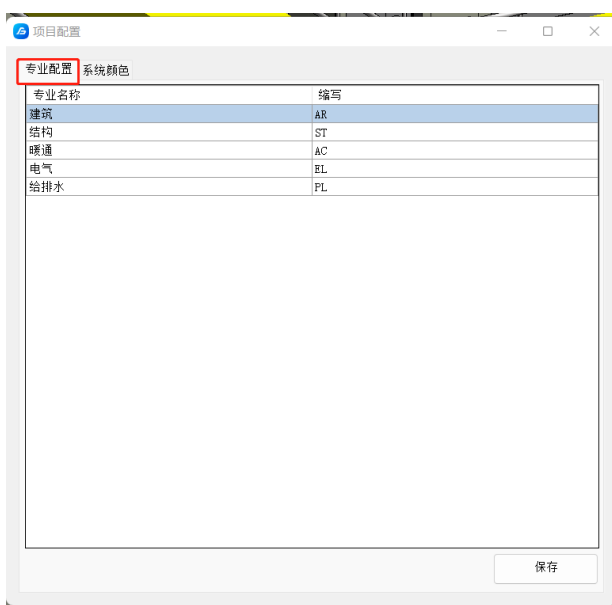 项目配置
专业配置 系统颜色
专业名称 缩写
建筑 AR
结构 ST
暖通 AC
电气 EL
给排水 PL
保存